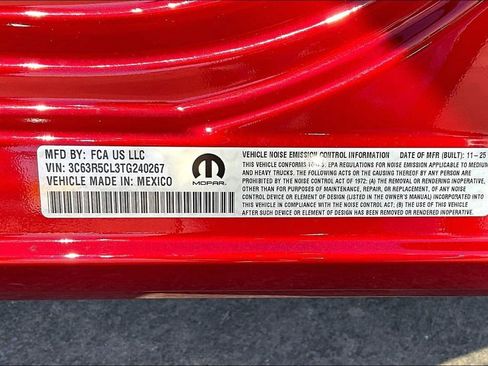 MFD BY: FCA US LLC
VIN: 3C63R5CL3TG240267
VEHICLE MADE IN: MEXICO
MOPAR
VEHICLE NOISE EMISSION CONTROL INFORMATION DATE OF MFR (BUILT): 11-25
THIS VEHICLE CONFORMS TO U.S. EPA REGULATIONS FOR NOISE EMISSION APPLICABLE TO MEDIUM
AND HEAVY TRUCKS. THE FOLLOWING ACTS OR THE CAUSING THEREOF BY ANY PERSON ARE
PROHIBITED BY THE NOISE CONTROL ACT OF 1972; (A) THE REMOVAL OR RENDERING INOPERATIVE,
OTHER THAN FOR PURPOSES OF MAINTENANCE, REPAIR, OR REPLACEMENT, OF ANY NOISE
CONTROL DEVICE OR ELEMENT OF DESIGN (LISTED IN THE OWNER'S MANUAL) INCORPORATED INTO
THIS VEHICLE IN COMPLIANCE WITH THE NOISE CONTROL ACT: (B) THE USE OF THIS VEHICLE
AFTER SUCH DEVICE OR ELEMENT OF DESIGN HAS BEEN REMOVED OR RENDERED INOPERATIVE.